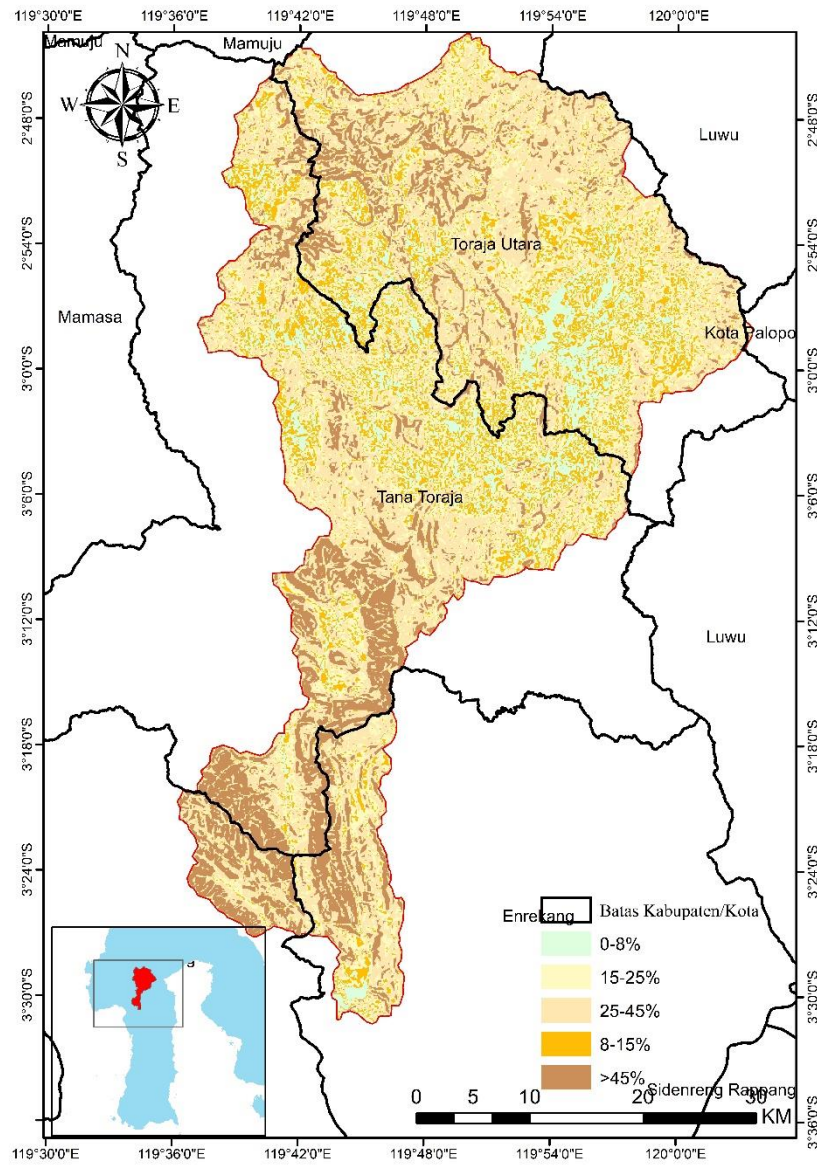 119°30'0"E 119°36'0"E 119°42'0"E 119°48'0"E 119°54'0"E 120°0'0"E
Mamuju
Mamuju
N
W E
S
2°48'0"S
2°48'0"S
Luwu
2°54'0"S
Toraja Utara
2°54'0"S
Mamasa
Kota Palopo
3°0'0"S
3°0'0"S
3°6'0"S
Tana Toraja
3°6'0"S
3°12'0"S
3°12'0"S
Luwu
3°18'0"S
3°18'0"S
3°24'0"S
3°24'0"S
Enrekang
Batas Kabupaten/Kota
0-8%
15-25%
25-45%
8-15%
>45%
3°30'0"S
3°30'0"S
Sidenreng Rappang
0 5 10 20 30
KM
3°36'0"S
119°30'0"E 119°36'0"E 119°42'0"E 119°48'0"E 119°54'0"E 120°0'0"E